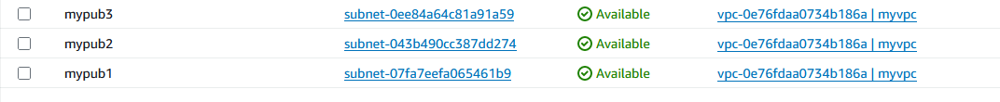 mypub3 subnet-0ee84a64c81a91a59 Available vpc-0e76fdaa0734b186a | myvpc
mypub2 subnet-043b490cc387dd274 Available vpc-0e76fdaa0734b186a | myvpc
mypub1 subnet-07fa7eefa065461b9 Available vpc-0e76fdaa0734b186a | myvpc